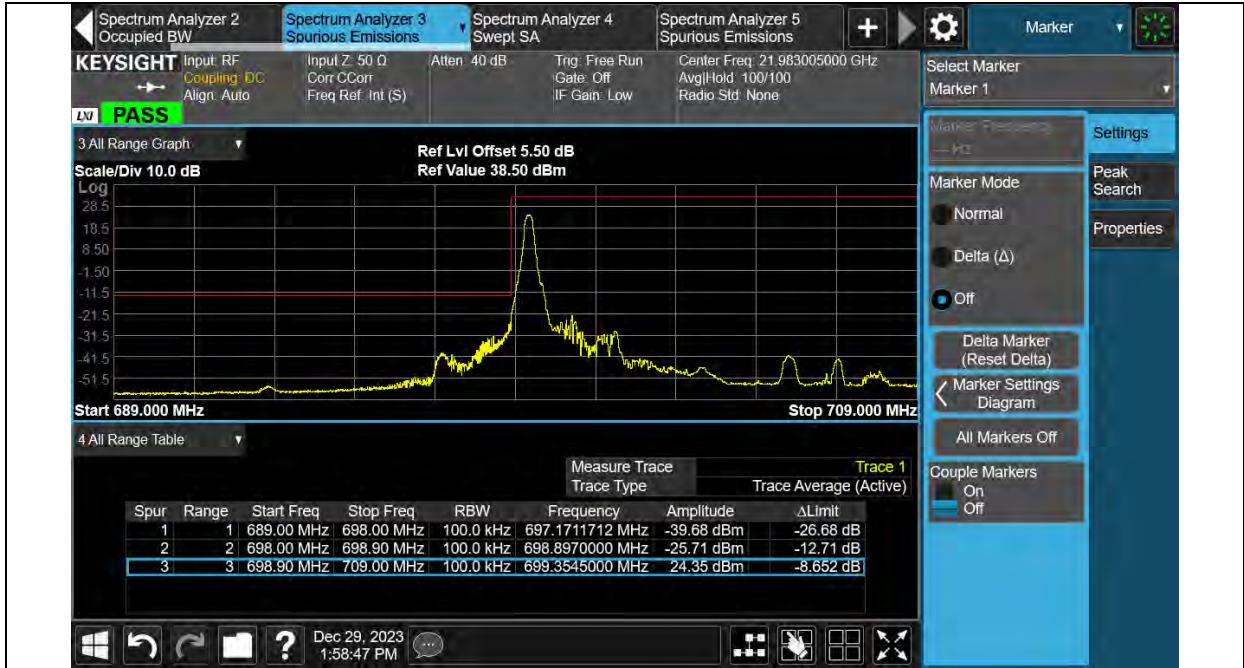 Spectrum Analyzer 2
Occupied BW
Spectrum Analyzer 3
Spurious Emissions
Spectrum Analyzer 4
Swept SA
Spectrum Analyzer 5
Spurious Emissions
+
Marker
KEYSIGHT
Input: RF
Coupling: DC
Align: Auto
Input Z: 50 Ω
Corr CCorr
Freq Ref: Int (S)
Atten: 40 dB
Trig: Free Run
Gate: Off
IF Gain: Low
Center Freq: 21.983005000 GHz
Avg|Hold: 100/100
Radio Std: None
LXI PASS
Select Marker
Marker 1
3 All Range Graph
Scale/Div 10.0 dB
Ref Lvl Offset 5.50 dB
Ref Value 38.50 dBm
Log
28.5
18.5
8.50
-1.50
-11.5
-21.5
-31.5
-41.5
-51.5
Start 689.000 MHz
Stop 709.000 MHz
Marker Frequency
--- Hz
Marker Mode
Normal
Delta (Δ)
Off
Delta Marker
(Reset Delta)
Marker Settings
Diagram
All Markers Off
Couple Markers
On
Off
Settings
Peak
Search
Properties
4 All Range Table
Measure Trace Trace 1
Trace Type Trace Average (Active)
Spur Range Start Freq Stop Freq RBW Frequency Amplitude ΔLimit
1 1 689.00 MHz 698.00 MHz 100.0 kHz 697.1711712 MHz -39.68 dBm -26.68 dB
2 2 698.00 MHz 698.90 MHz 100.0 kHz 698.8970000 MHz -25.71 dBm -12.71 dB
3 3 698.90 MHz 709.00 MHz 100.0 kHz 699.3545000 MHz 24.35 dBm -8.652 dB
?
Dec 29, 2023
1:58:47 PM